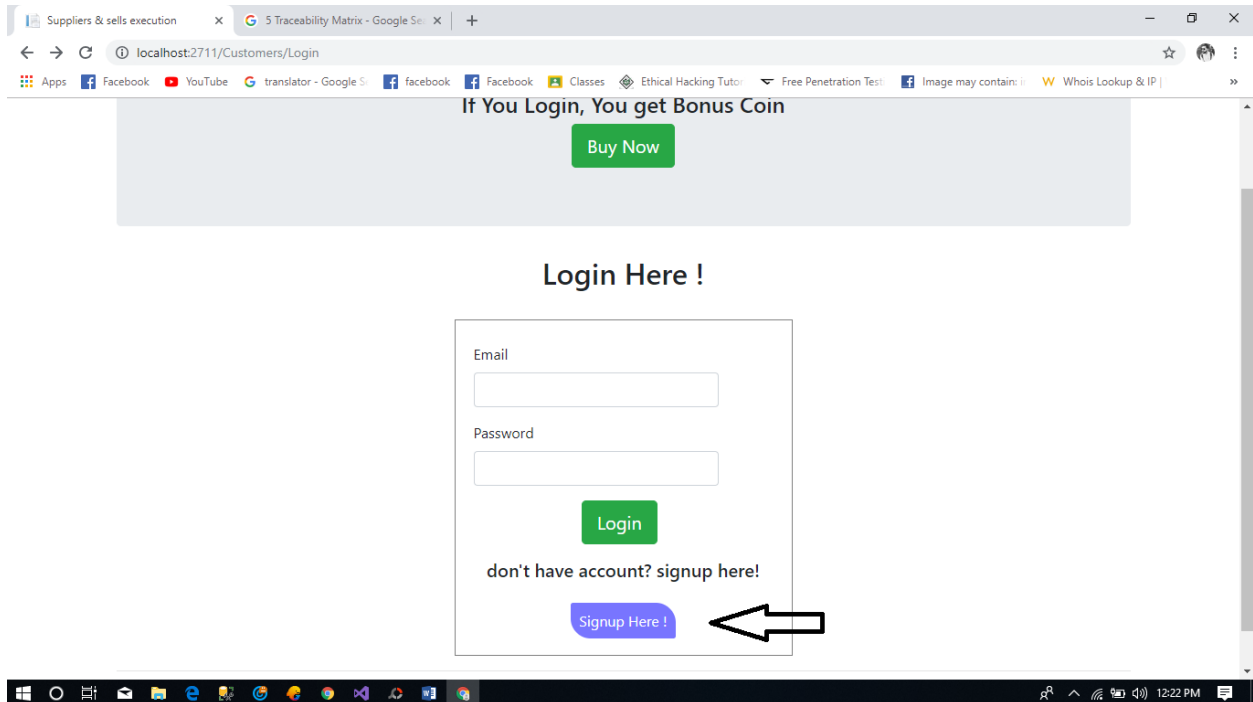 Suppliers & sells execution
5 Traceability Matrix - Google Se
localhost:2711/Customers/Login
Apps Facebook YouTube translator - Google S facebook Facebook Classes Ethical Hacking Tutor Free Penetration Test Image may contain: Whois Lookup & IP
If You Login, You get Bonus Coin
Buy Now
Login Here !
Email
Password
Login
don't have account? signup here!
Signup Here !
12:22 PM